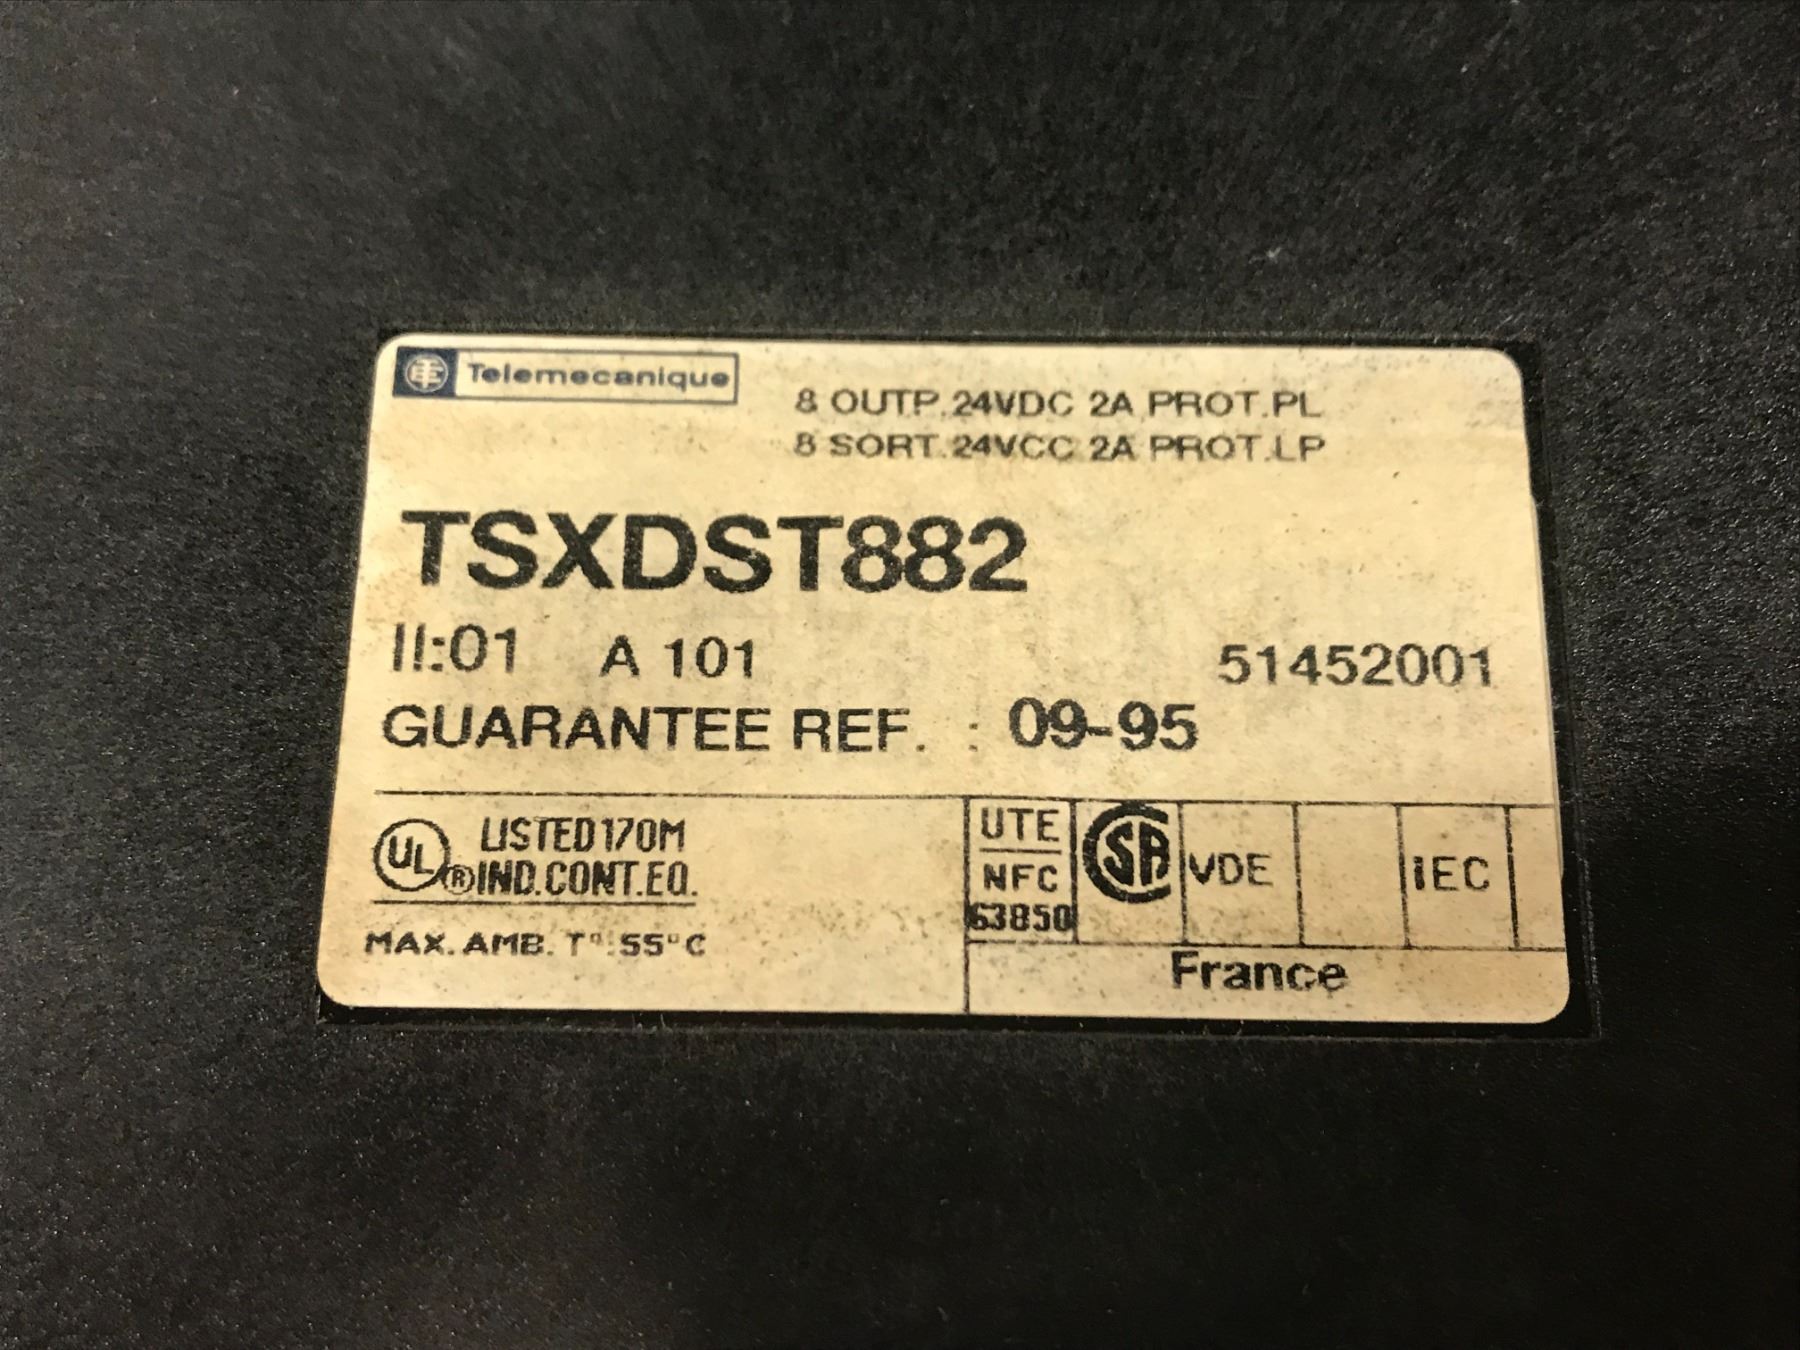 Telemecanique
8 OUTP.24VDC 2A PROT.PL
8 SORT.24VCC 2A PROT.LP
TSXDST882
II:01 A 101 51452001
GUARANTEE REF. : 09-95
UL LISTED 170M
® IND.CONT.EQ.
MAX. AMB. T°:55°C
UTE
NFC
63850
SA VDE IEC
France